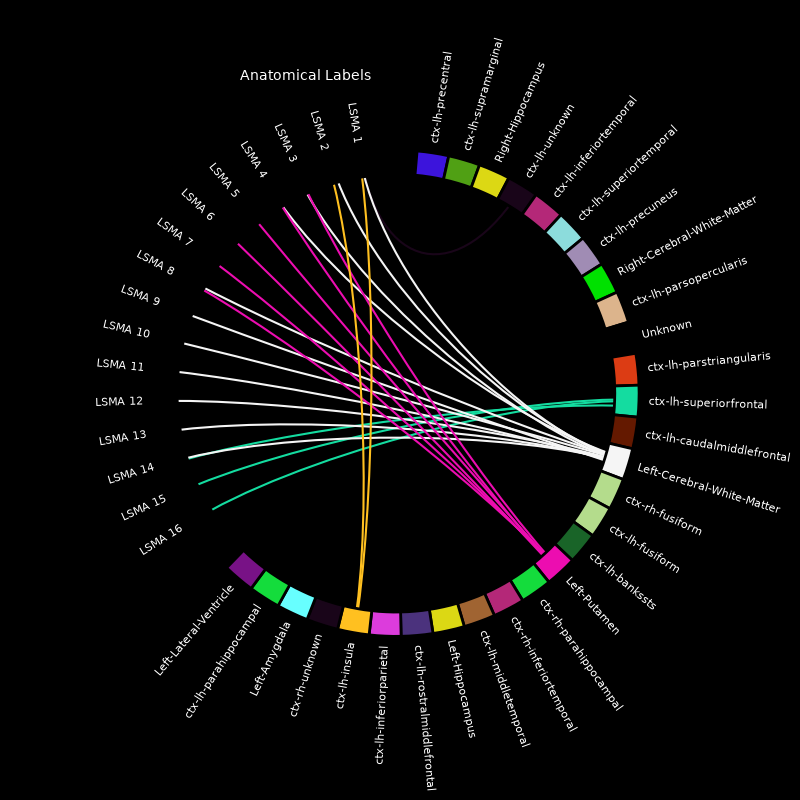 Anatomical Labels
LSMA 1
LSMA 2
LSMA 3
LSMA 4
LSMA 5
LSMA 6
LSMA 7
LSMA 8
LSMA 9
LSMA 10
LSMA 11
LSMA 12
LSMA 13
LSMA 14
LSMA 15
LSMA 16
ctx-lh-precentral
ctx-lh-supramarginal
Right-Hippocampus
ctx-lh-unknown
ctx-lh-inferiortemporal
ctx-lh-superiortemporal
ctx-lh-precuneus
Right-Cerebral-White-Matter
ctx-lh-parsopercularis
Unknown
ctx-lh-parstriangularis
ctx-lh-superiorfrontal
ctx-lh-caudalmiddlefrontal
Left-Cerebral-White-Matter
ctx-rh-fusiform
ctx-lh-fusiform
ctx-lh-bankssts
Left-Putamen
ctx-rh-parahippocampal
ctx-rh-inferiortemporal
ctx-lh-middletemporal
Left-Hippocampus
ctx-lh-rostralmiddlefrontal
ctx-lh-inferiorparietal
ctx-lh-insula
ctx-rh-unknown
Left-Amygdala
ctx-lh-parahippocampal
Left-Lateral-Ventricle